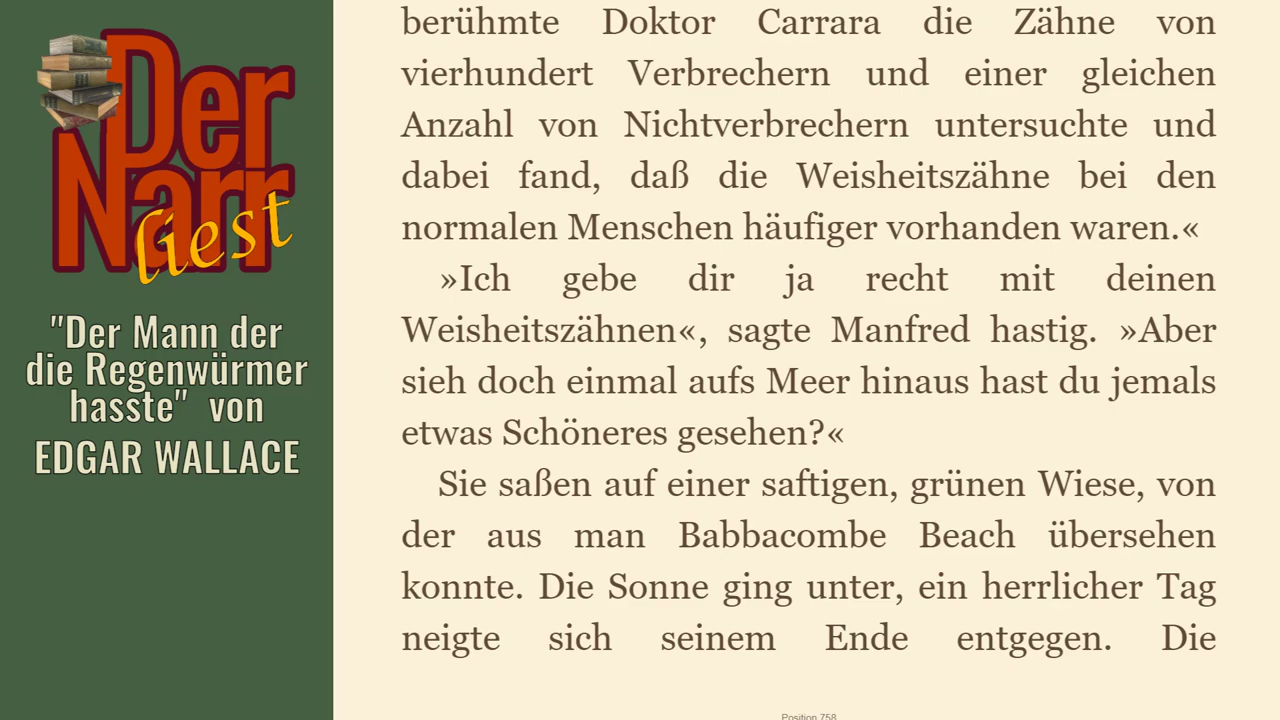 Der
Narr
liest
"Der Mann der
die Regenwürmer
hasste" von
EDGAR WALLACE
berühmte Doktor Carrara die Zähne von
vierhundert Verbrechern und einer gleichen
Anzahl von Nichtverbrechern untersuchte und
dabei fand, daß die Weisheitszähne bei den
normalen Menschen häufiger vorhanden waren.«
»Ich gebe dir ja recht mit deinen
Weisheitszähnen«, sagte Manfred hastig. »Aber
sieh doch einmal aufs Meer hinaus hast du jemals
etwas Schöneres gesehen?«
Sie saßen auf einer saftigen, grünen Wiese, von
der aus man Babbacombe Beach übersehen
konnte. Die Sonne ging unter, ein herrlicher Tag
neigte sich seinem Ende entgegen. Die
Position 758